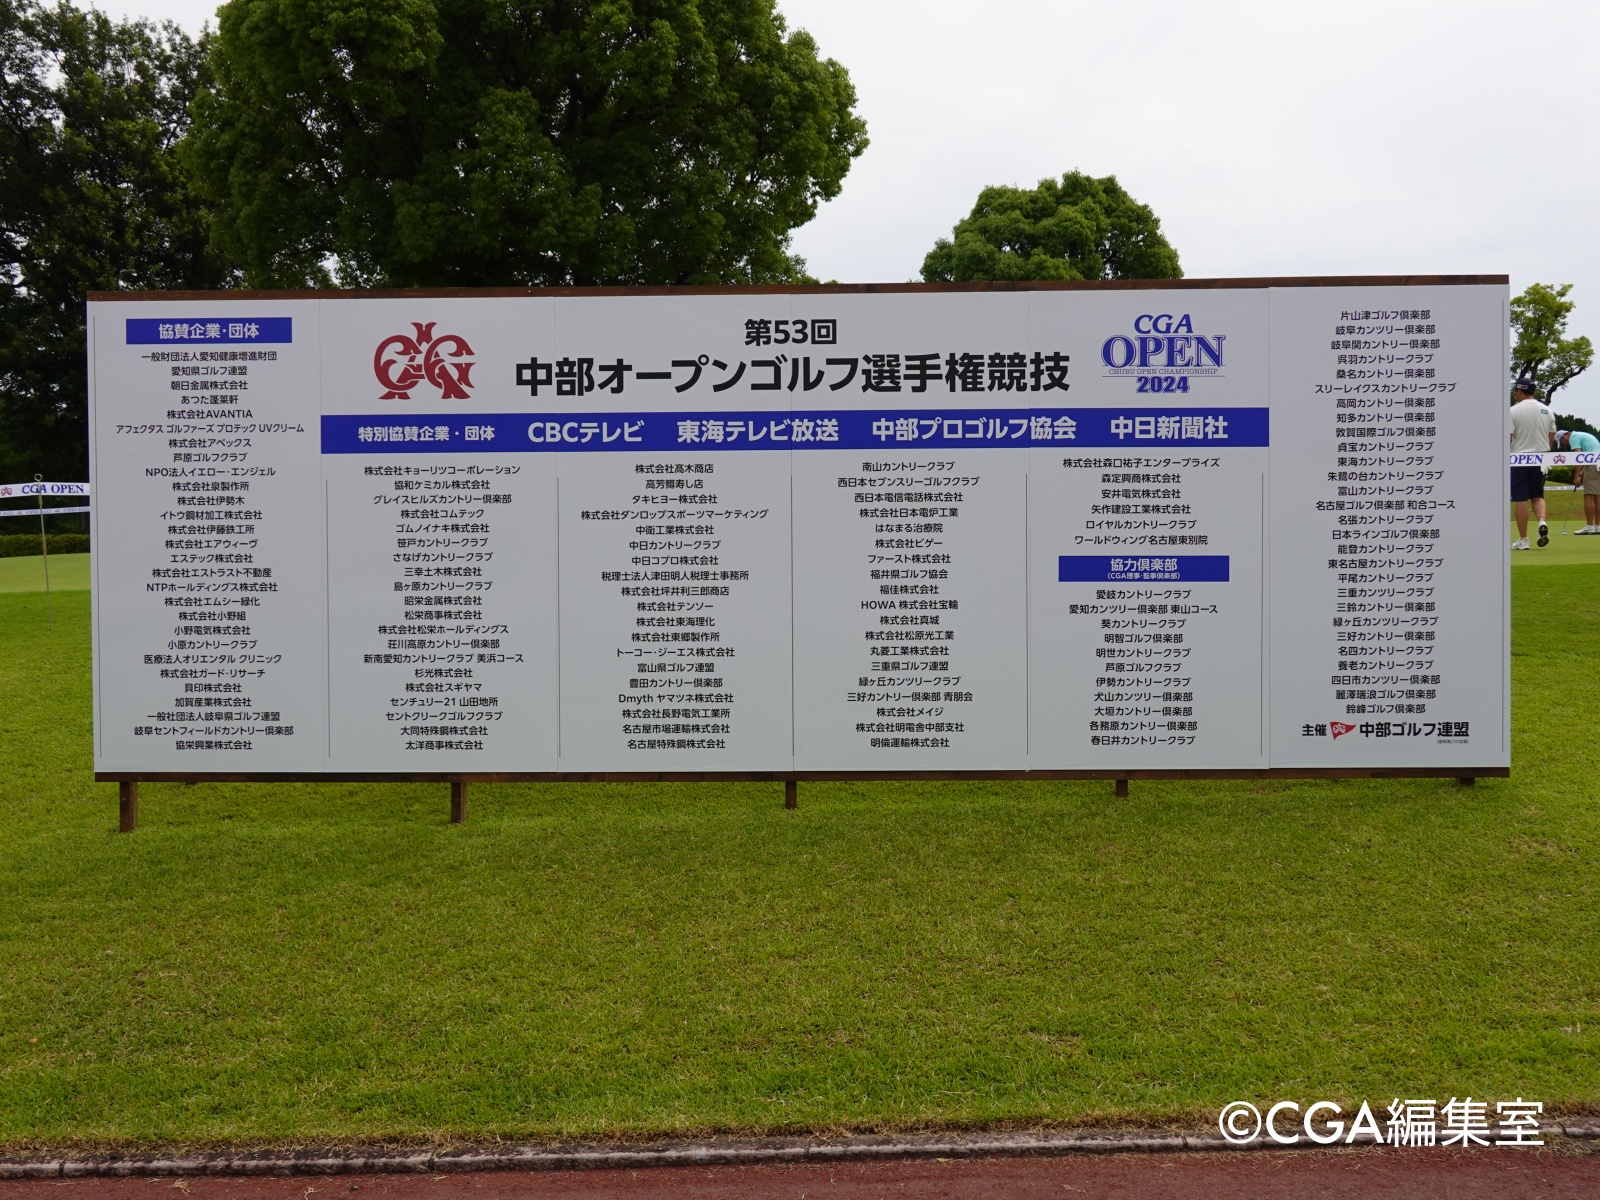 協賛企業・団体
一般財団法人愛知健康増進財団
愛知県ゴルフ連盟
朝日金属株式会社
あつた蓬莱軒
株式会社AVANTIA
アフェクタス ゴルファーズ プロテック UVクリーム
株式会社アペックス
芦原ゴルフクラブ
NPO法人イエロー・エンジェル
株式会社泉製作所
株式会社伊勢木
イトウ鋼材加工株式会社
株式会社伊藤鉄工所
株式会社エアウィーヴ
エステック株式会社
株式会社エストラスト不動産
NTPホールディングス株式会社
株式会社エムシー緑化
株式会社小野組
小野電気株式会社
小原カントリークラブ
医療法人オリエンタル クリニック
株式会社ガード・リサーチ
貝印株式会社
加賀産業株式会社
一般社団法人岐阜県ゴルフ連盟
岐阜セントフィールドカントリー倶楽部
協栄興業株式会社
第53回
中部オープンゴルフ選手権競技
CGA
OPEN
CHUBU OPEN CHAMPIONSHIP
2024
特別協賛企業・団体 CBCテレビ 東海テレビ放送 中部プロゴルフ協会 中日新聞社
株式会社キョーリツコーポレーション
協和ケミカル株式会社
グレイスヒルズカントリー倶楽部
株式会社コムテック
ゴムノイナキ株式会社
笹戸カントリークラブ
さなげカントリークラブ
三幸土木株式会社
島ヶ原カントリークラブ
昭栄金属株式会社
松栄商事株式会社
株式会社松栄ホールディングス
荘川高原カントリー倶楽部
新南愛知カントリークラブ 美浜コース
杉光株式会社
株式会社スギヤマ
センチュリー21 山田地所
セントクリークゴルフクラブ
大同特殊鋼株式会社
太洋商事株式会社
株式会社髙木商店
高芳鱒寿し店
タキヒヨー株式会社
株式会社ダンロップスポーツマーケティング
中衛工業株式会社
中日カントリークラブ
中日コプロ株式会社
税理士法人津田明人税理士事務所
株式会社坪井利三郎商店
株式会社テンソー
株式会社東海理化
株式会社東郷製作所
トーコー・ジーエス株式会社
富山県ゴルフ連盟
豊田カントリー倶楽部
Dmyth ヤマツネ株式会社
株式会社長野電気工業所
名古屋市場運輸株式会社
名古屋特殊鋼株式会社
南山カントリークラブ
西日本セブンスリーゴルフクラブ
西日本電信電話株式会社
株式会社日本電炉工業
はなまる治療院
株式会社ビゲー
ファースト株式会社
福井県ゴルフ協会
福佳株式会社
HOWA 株式会社宝輪
株式会社真城
株式会社松原光工業
丸菱工業株式会社
三重県ゴルフ連盟
緑ヶ丘カンツリークラブ
三好カントリー倶楽部 青朋会
株式会社メイジ
株式会社明電舎中部支社
明倫運輸株式会社
株式会社森口祐子エンタープライズ
森定興商株式会社
安井電気株式会社
矢作建設工業株式会社
ロイヤルカントリークラブ
ワールドウィング名古屋東別院
協力倶楽部
(CGA理事・監事倶楽部)
愛岐カントリークラブ
愛知カンツリー倶楽部 東山コース
葵カントリークラブ
明智ゴルフ倶楽部
明世カントリークラブ
芦原ゴルフクラブ
伊勢カントリークラブ
犬山カンツリー倶楽部
大垣カントリー倶楽部
各務原カントリー倶楽部
春日井カントリークラブ
片山津ゴルフ倶楽部
岐阜カンツリー倶楽部
岐阜関カントリー倶楽部
呉羽カントリークラブ
桑名カントリー倶楽部
スリーレイクスカントリークラブ
高岡カントリー倶楽部
知多カントリー倶楽部
敦賀国際ゴルフ倶楽部
貞宝カントリークラブ
東海カントリークラブ
朱鷺の台カントリークラブ
富山カントリークラブ
名古屋ゴルフ倶楽部 和合コース
名張カントリークラブ
日本ラインゴルフ倶楽部
能登カントリークラブ
東名古屋カントリークラブ
平尾カントリークラブ
三重カンツリークラブ
三鈴カントリー倶楽部
緑ヶ丘カンツリークラブ
三好カントリー倶楽部
名四カントリークラブ
養老カントリークラブ
四日市カンツリー倶楽部
麗澤瑞浪ゴルフ倶楽部
鈴峰ゴルフ倶楽部
主催 中部ゴルフ連盟
CGA OPEN
OPEN
©CGA編集室